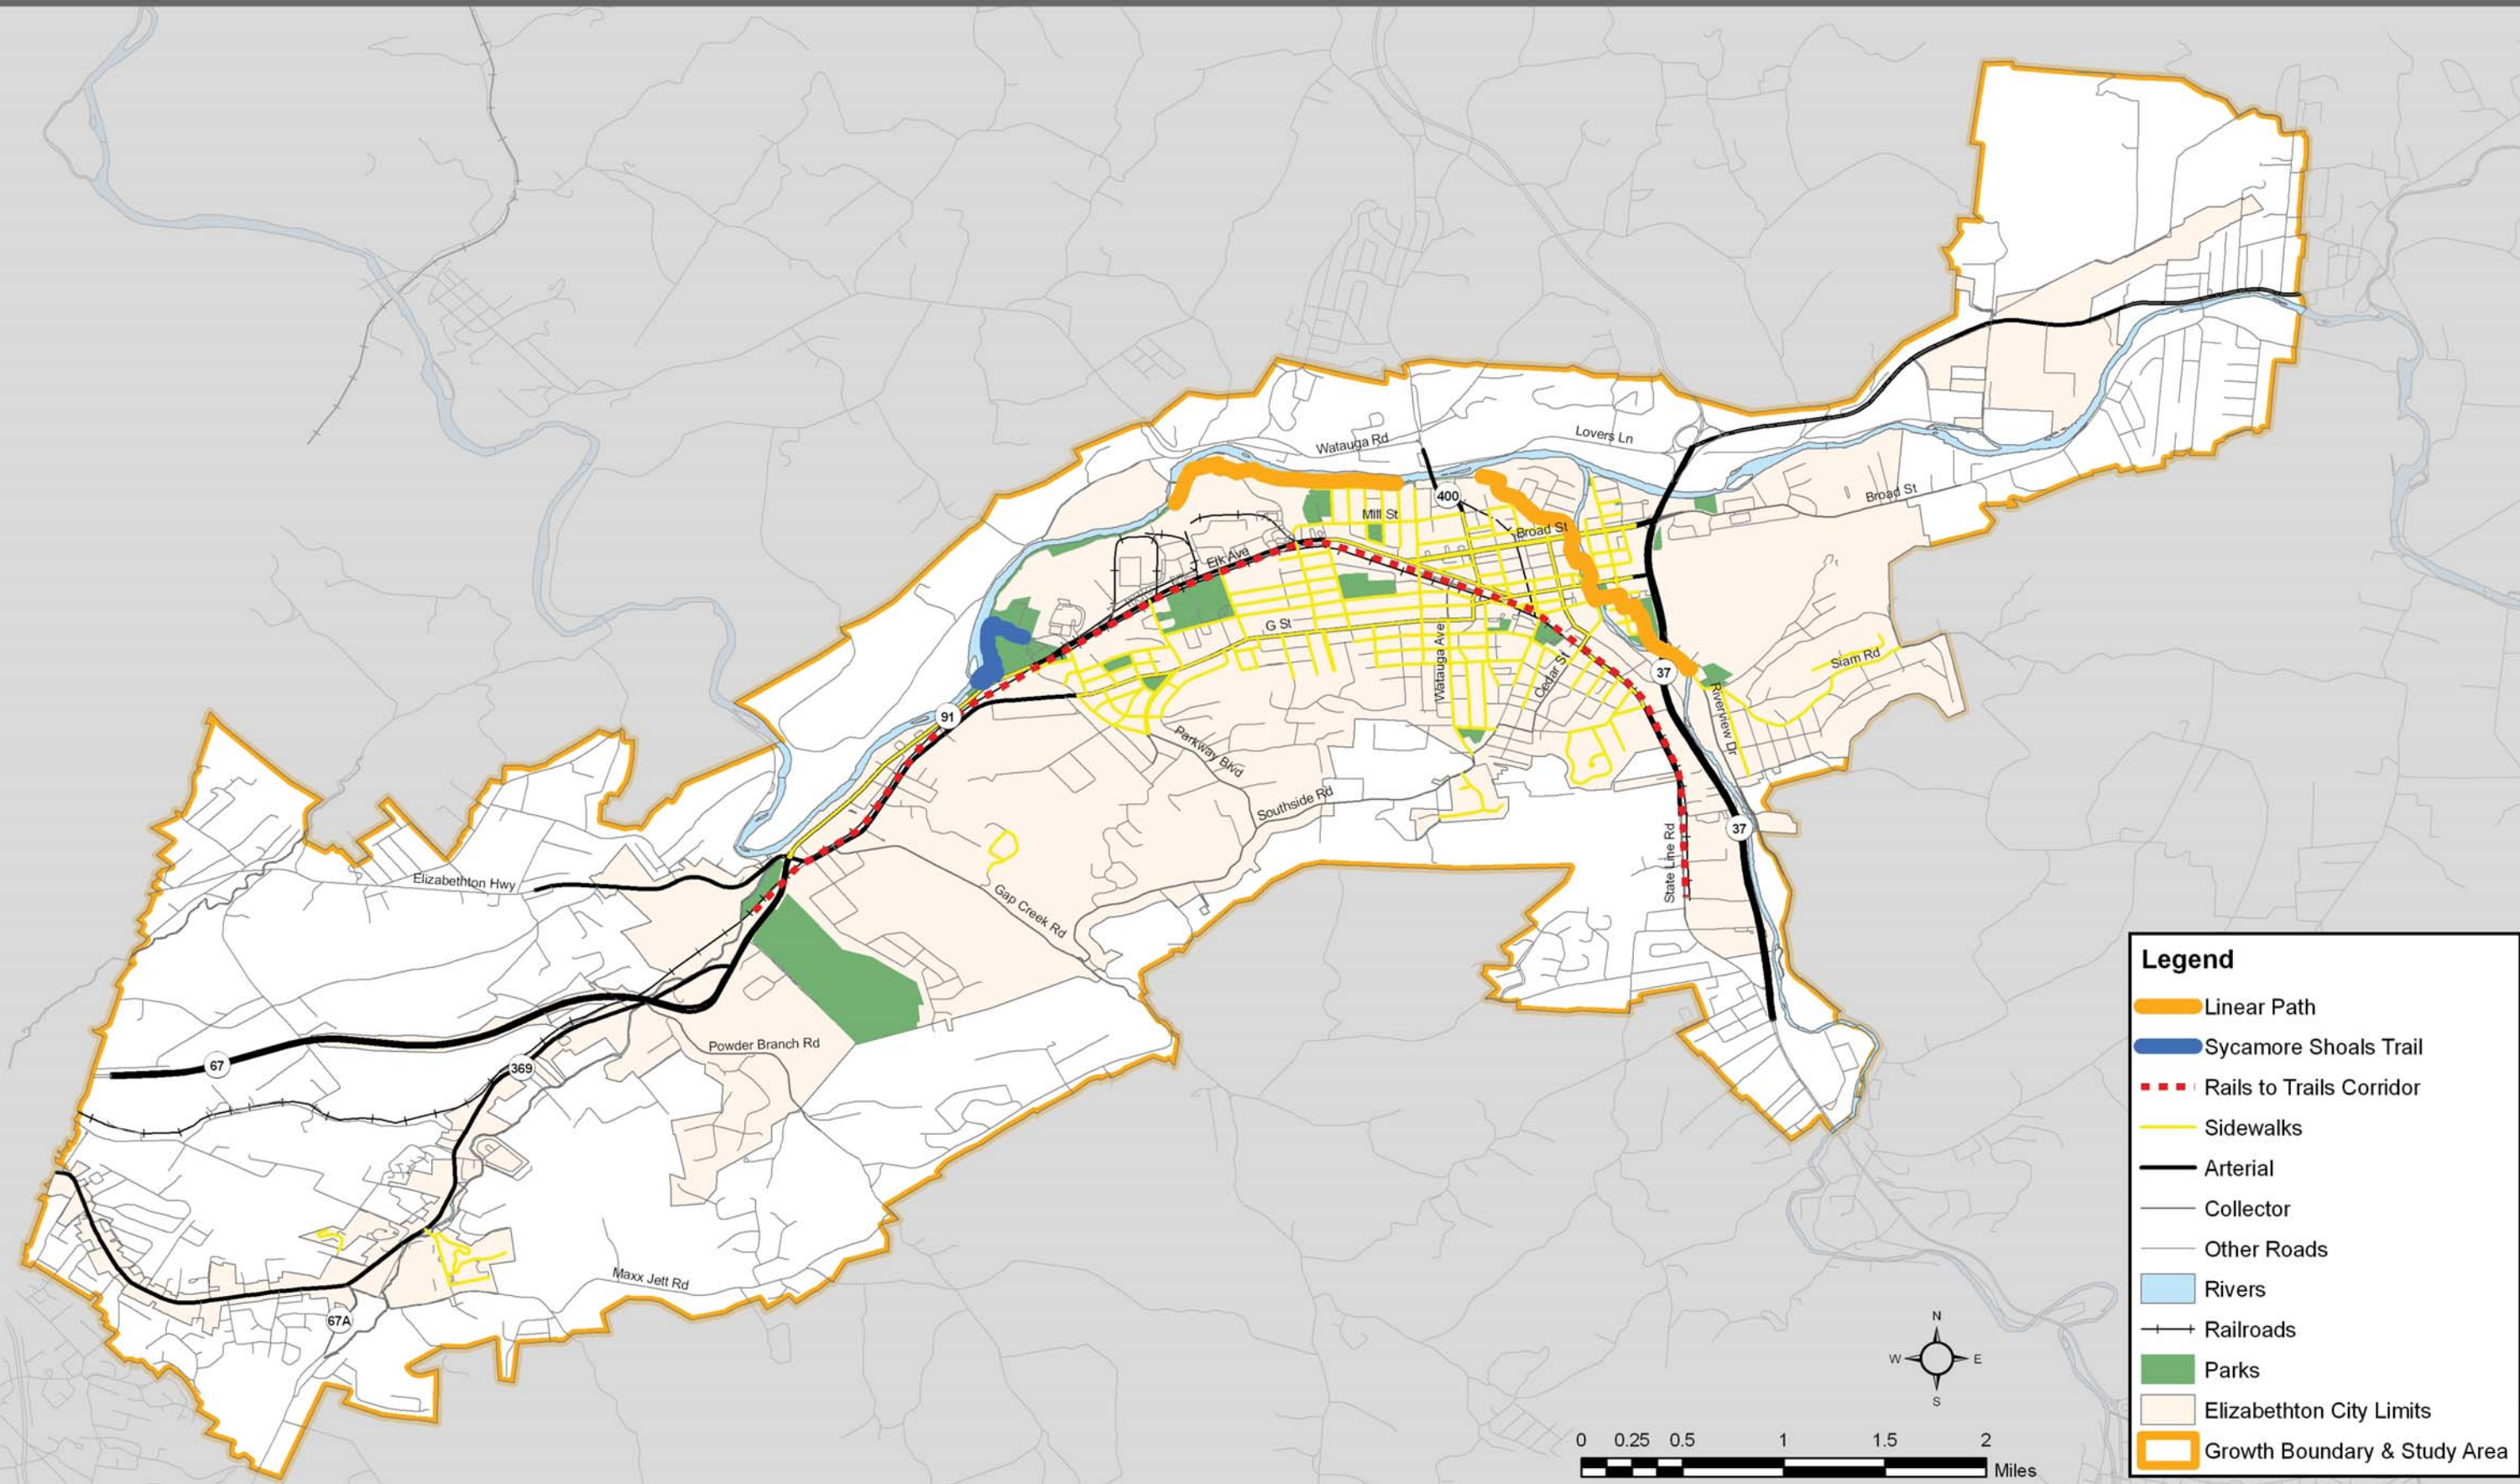 Watauga Rd
Lovers Ln
400
Mill St
Broad St
Broad St
Elk Ave
G St
Watauga Ave
Cedar St
37
Siam Rd
Riverview Dr
91
Parkway Blvd
Southside Rd
37
State Line Rd
Elizabethton Hwy
Gap Creek Rd
Powder Branch Rd
67
369
Maxx Jett Rd
67A
Legend
Linear Path
Sycamore Shoals Trail
Rails to Trails Corridor
Sidewalks
Arterial
Collector
Other Roads
Rivers
Railroads
Parks
Elizabethton City Limits
Growth Boundary & Study Area
N
W E
S
0 0.25 0.5 1 1.5 2
Miles